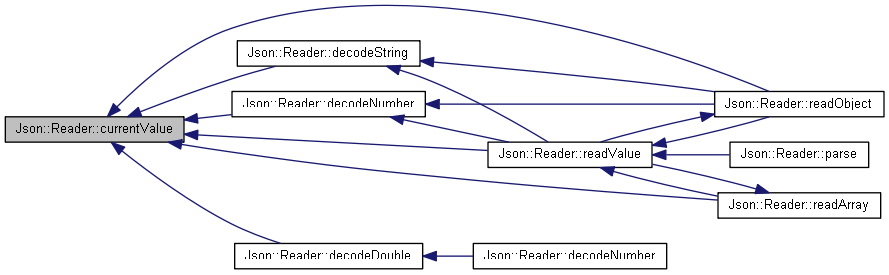 Json::Reader::decodeString
Json::Reader::decodeNumber
Json::Reader::readObject
Json::Reader::currentValue
Json::Reader::readValue
Json::Reader::parse
Json::Reader::readArray
Json::Reader::decodeDouble
Json::Reader::decodeNumber